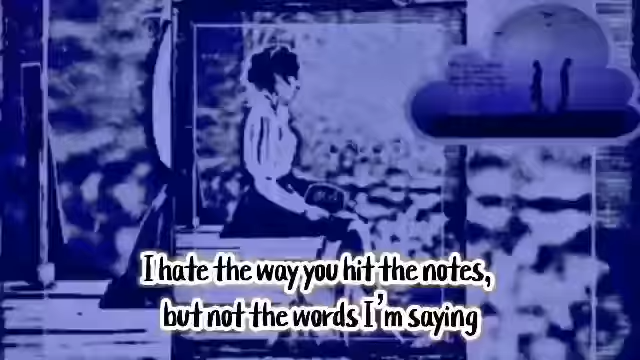 I hate the way you hit the notes,
but not the words I'm saying